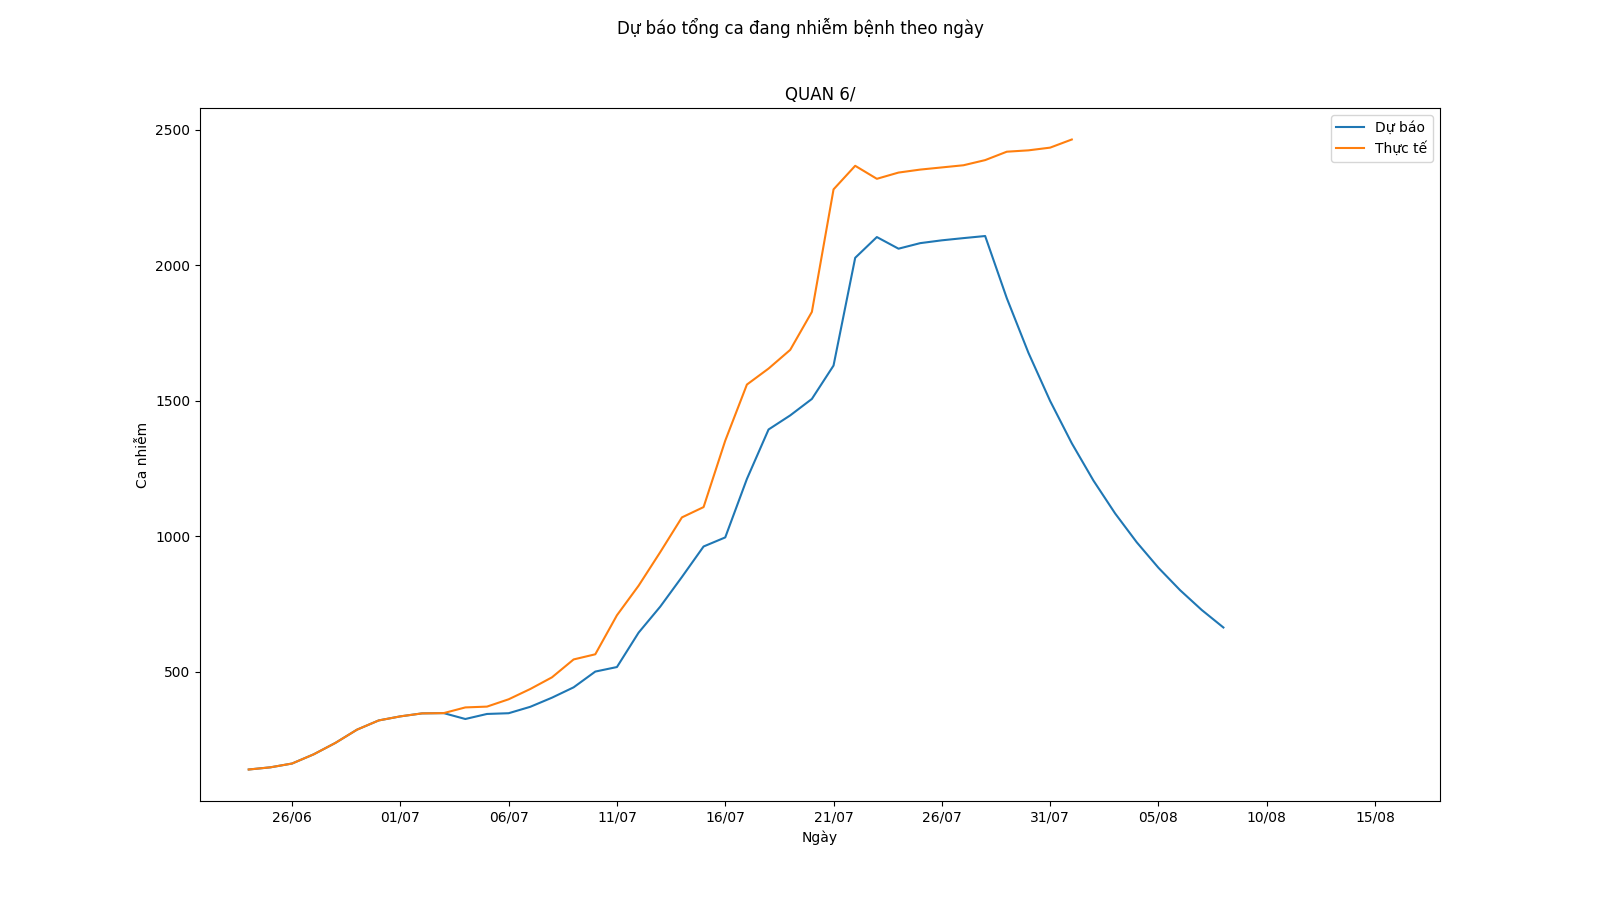 Dự báo tổng ca đang nhiễm bệnh theo ngày
QUAN 6/
Dự báo
Thực tế
Ca nhiễm
2500
2000
1500
1000
500
26/06 01/07 06/07 11/07 16/07 21/07 26/07 31/07 05/08 10/08 15/08
Ngày